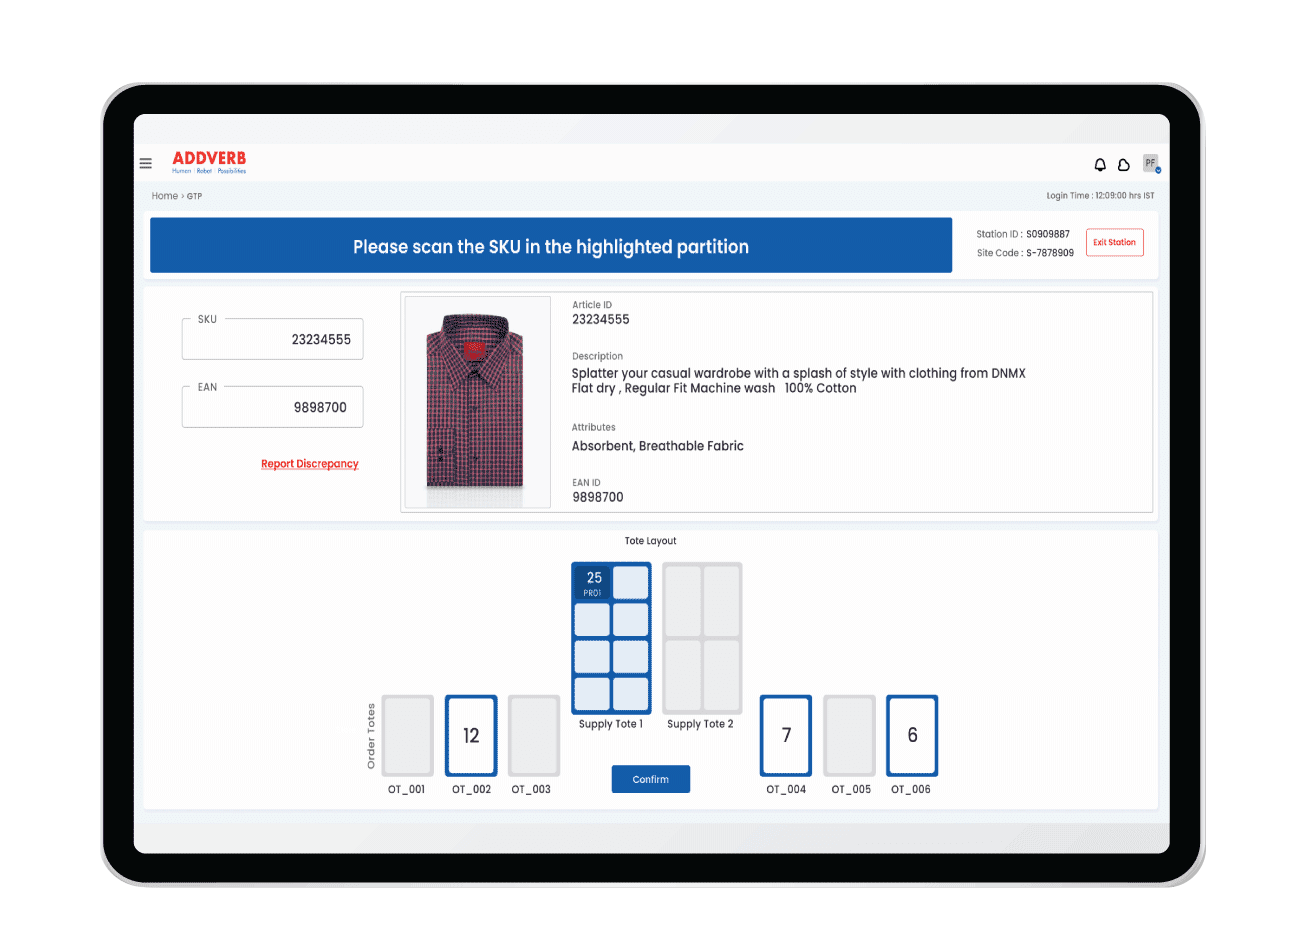 ADDVERB
Human | Robot | Possibilities
PF
Home > GTP
Login Time : 12:09:00 hrs IST
Please scan the SKU in the highlighted partition
Station ID : S0909887
Site Code : S-7878909
Exit Station
SKU
23234555
EAN
9898700
Report Discrepancy
Article ID
23234555
Description
Splatter your casual wardrobe with a splash of style with clothing from DNMX
Flat dry , Regular Fit Machine wash 100% Cotton
Attributes
Absorbent, Breathable Fabric
EAN ID
9898700
Tote Layout
25
PR01
Supply Tote 1
Supply Tote 2
Order Totes
12
7
6
Confirm
OT_001
OT_002
OT_003
OT_004
OT_005
OT_006